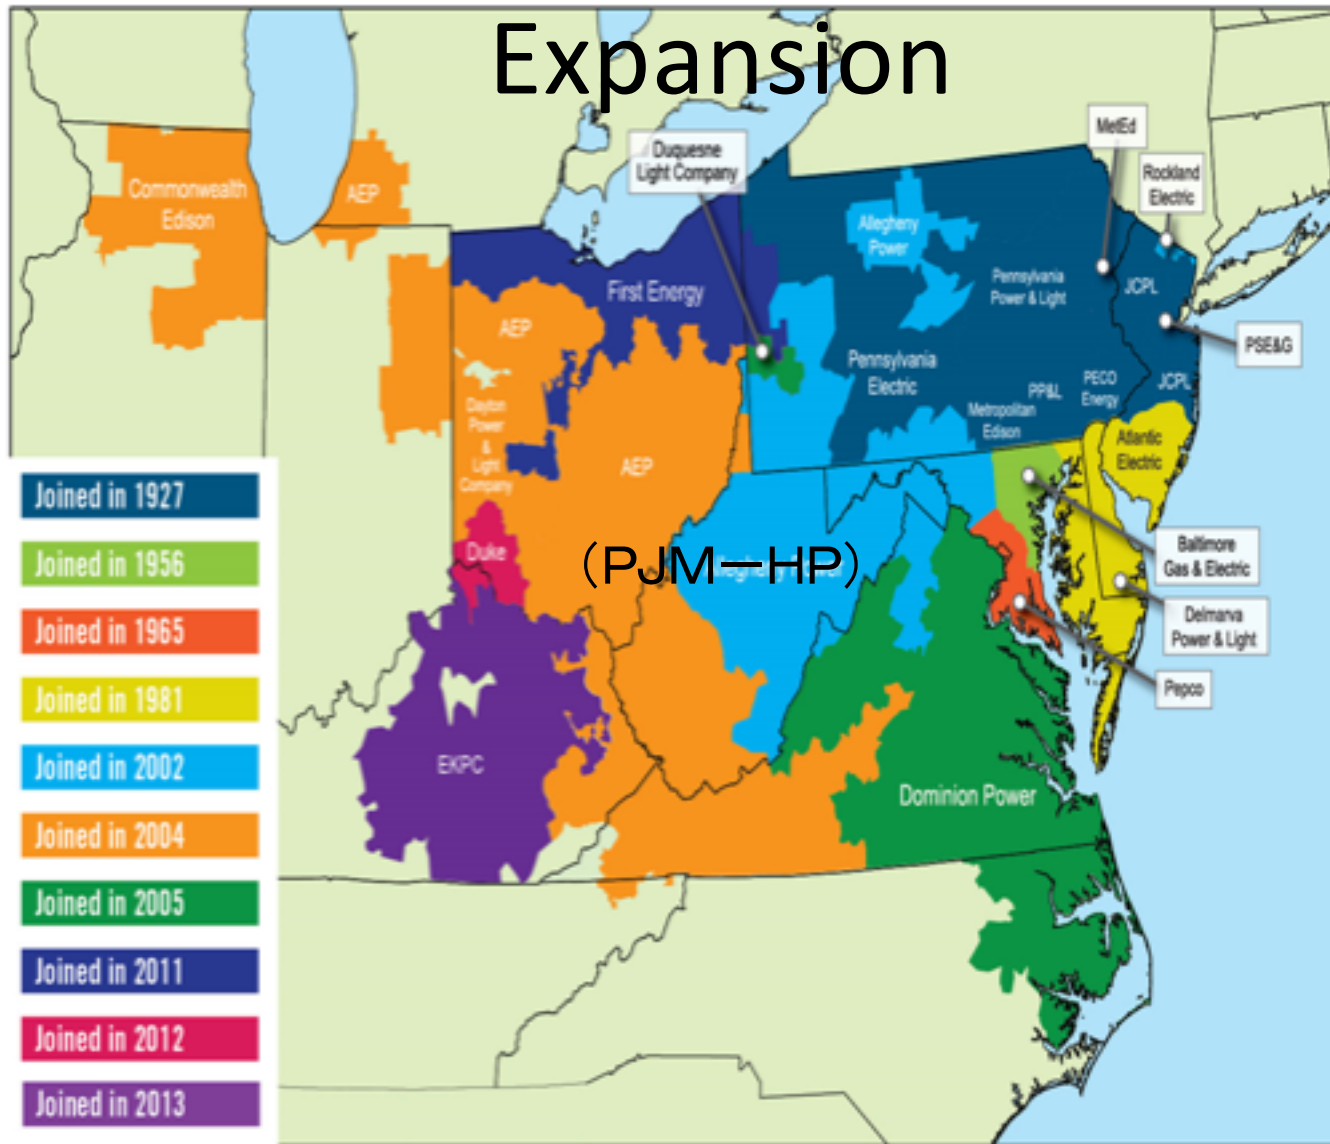 Expansion
MetEd
Duquesne
Light Company
Rockland
Electric
Commonwealth
Edison
AEP
Allegheny
Power
Pennsylvania
Power & Light
JCPL
First Energy
AEP
PSE&G
Pennsylvania
Electric
PP&L
PECO
Energy
JCPL
Metropolitan
Edison
Dayton
Power
&
Light
Company
AEP
Atlantic
Electric
Joined in 1927
Joined in 1956
Joined in 1965
Joined in 1981
Joined in 2002
Joined in 2004
Joined in 2005
Joined in 2011
Joined in 2012
Joined in 2013
Duke
（PJM－HP）
Allegheny Power
Baltimore
Gas & Electric
Delmarva
Power & Light
Pepco
EKPC
Dominion Power